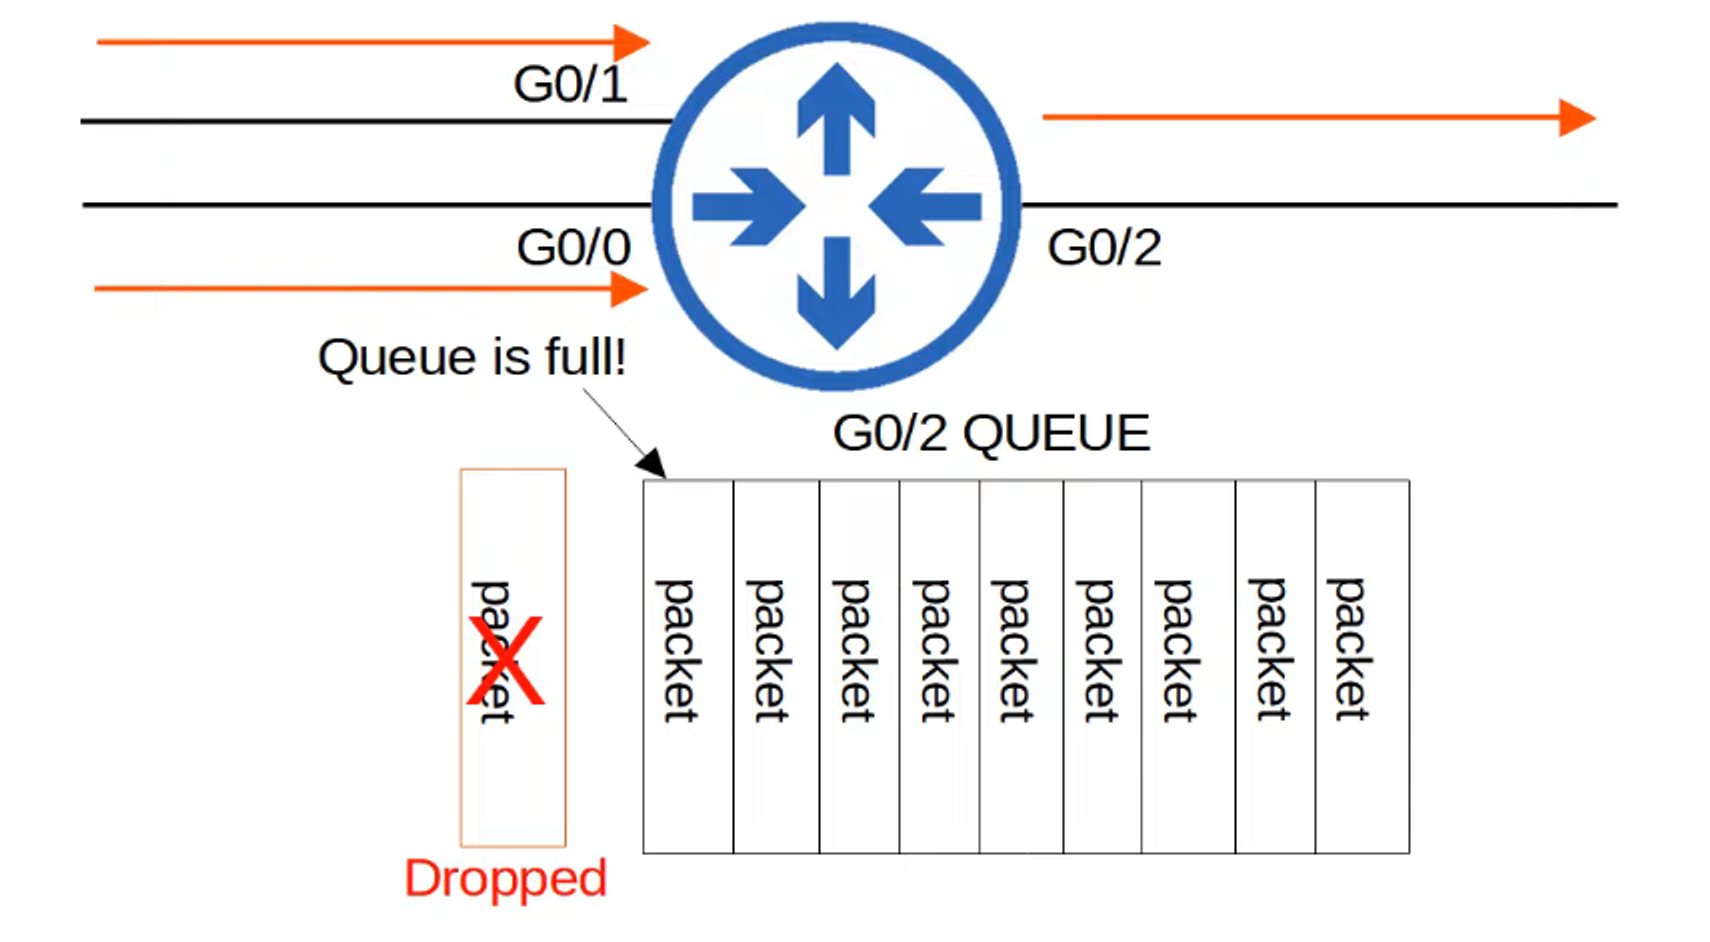 G0/1
G0/0
G0/2
Queue is full!
G0/2 QUEUE
packet
packet
packet
packet
packet
packet
packet
packet
packet
packet
X
Dropped